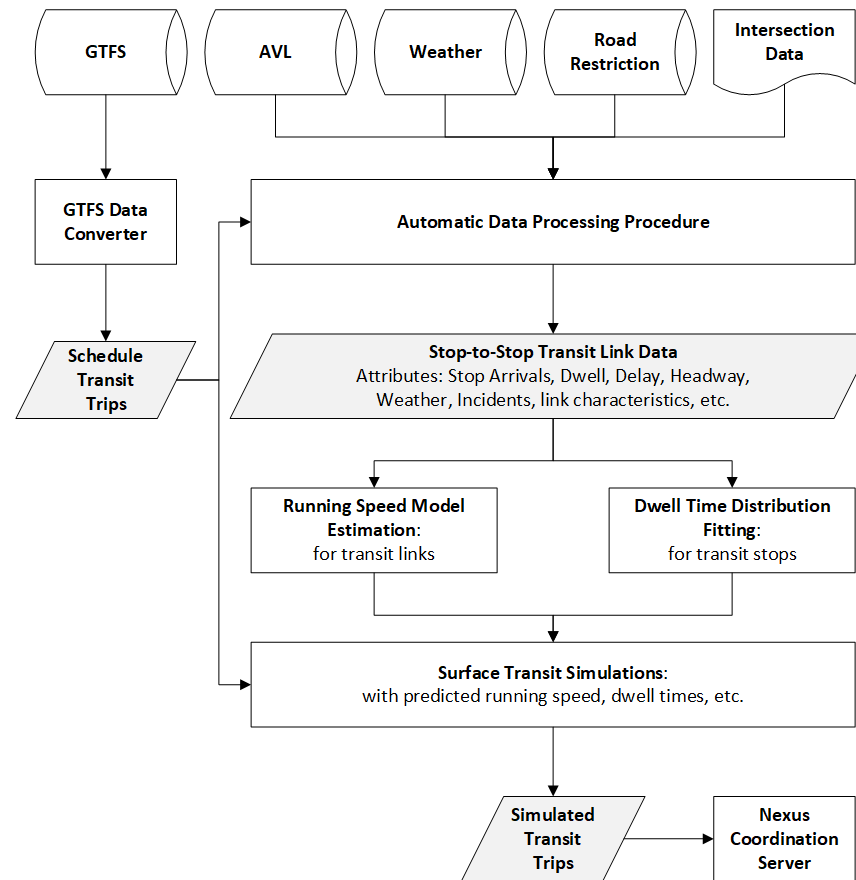 GTFS
AVL
Weather
Road
Restriction
Intersection
Data
GTFS Data
Converter
Automatic Data Processing Procedure
Schedule
Transit
Trips
Stop-to-Stop Transit Link Data
Attributes: Stop Arrivals, Dwell, Delay, Headway,
Weather, Incidents, link characteristics, etc.
Running Speed Model
Estimation:
for transit links
Dwell Time Distribution
Fitting:
for transit stops
Surface Transit Simulations:
with predicted running speed, dwell times, etc.
Simulated
Transit
Trips
Nexus
Coordination
Server